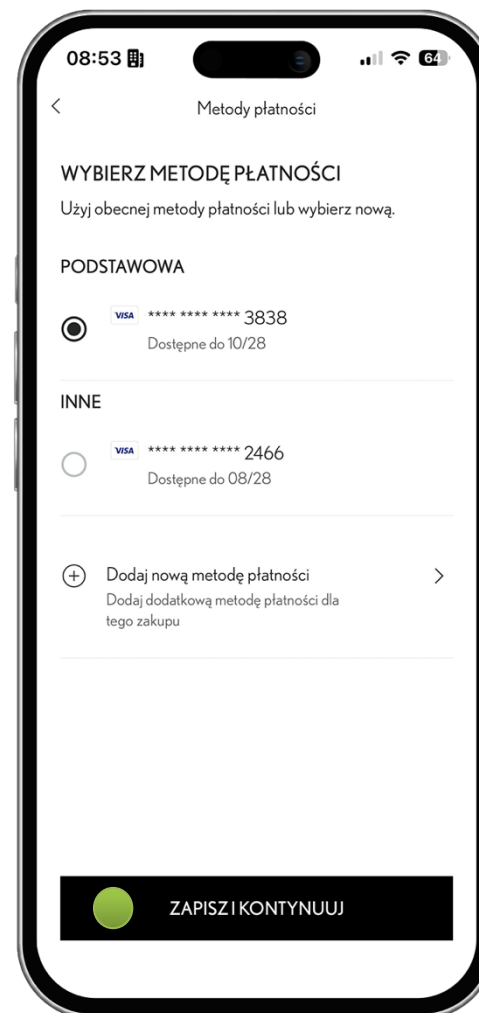 08:53
64
Metody płatności
WYBIERZ METODĘ PŁATNOŚCI
Użyj obecnej metody płatności lub wybierz nową.
PODSTAWOWA
VISA **** **** **** 3838
Dostępne do 10/28
INNE
VISA **** **** **** 2466
Dostępne do 08/28
Dodaj nową metodę płatności
Dodaj dodatkową metodę płatności dla
tego zakupu
ZAPISZ I KONTYNUUJ